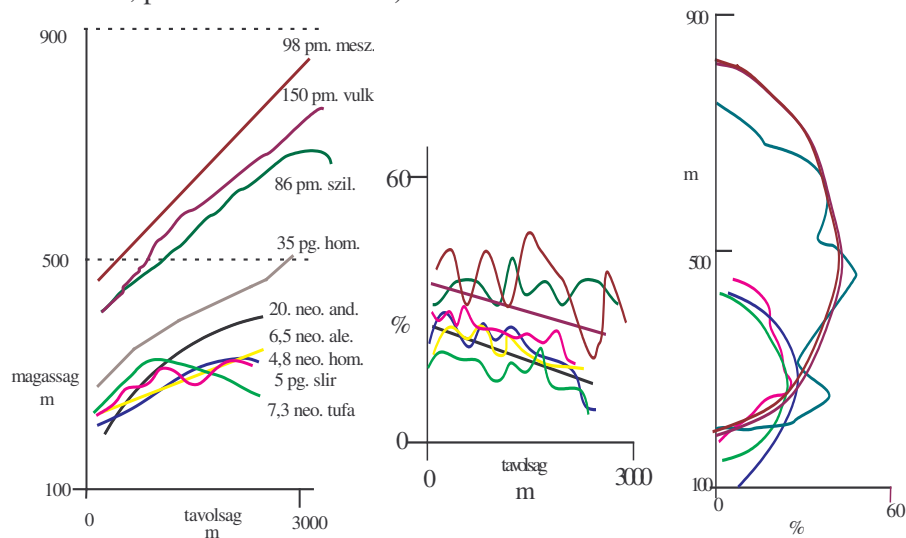 900
98 pm. mesz.
150 pm. vulk
86 pm. szil.
500
35 pg. hom.
20. neo. and.
6,5 neo. ale.
4,8 neo. hom.
5 pg. slir
7,3 neo. tufa
magassag
m
100
0
tavolsag
m
3000
60
%
0
0
tavolsag
m
3000
900
m
500
100
0
%
60